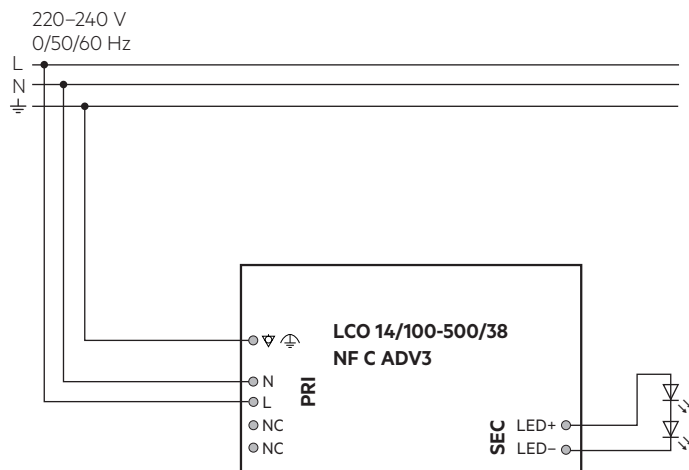 220–240 V
0/50/60 Hz
L
N
LCO 14/100-500/38
NF C ADV3
PRI
N
L
NC
NC
SEC
LED+
LED–